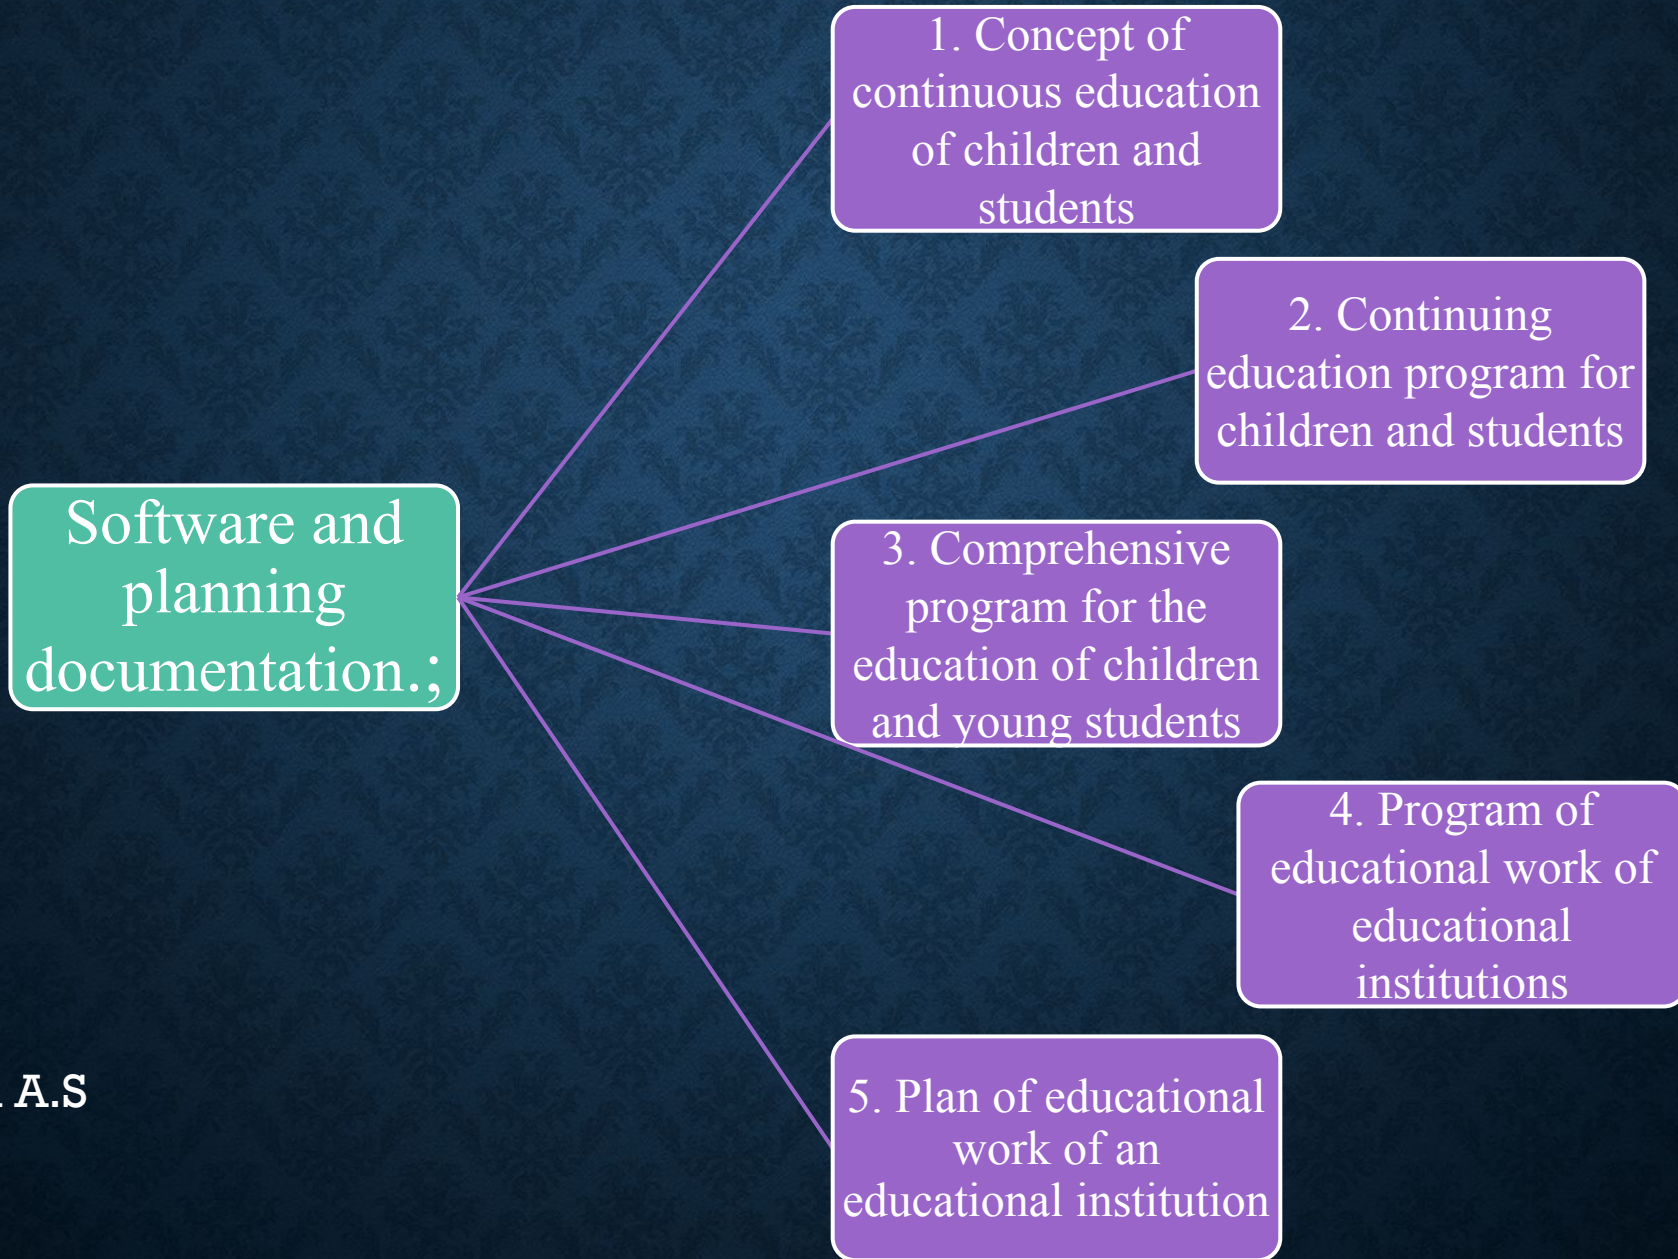 Software and
planning
documentation.;
1. Concept of
continuous education
of children and
students
2. Continuing
education program for
children and students
3. Comprehensive
program for the
education of children
and young students
4. Program of
educational work of
educational
institutions
5. Plan of educational
work of an
educational institution
A.S